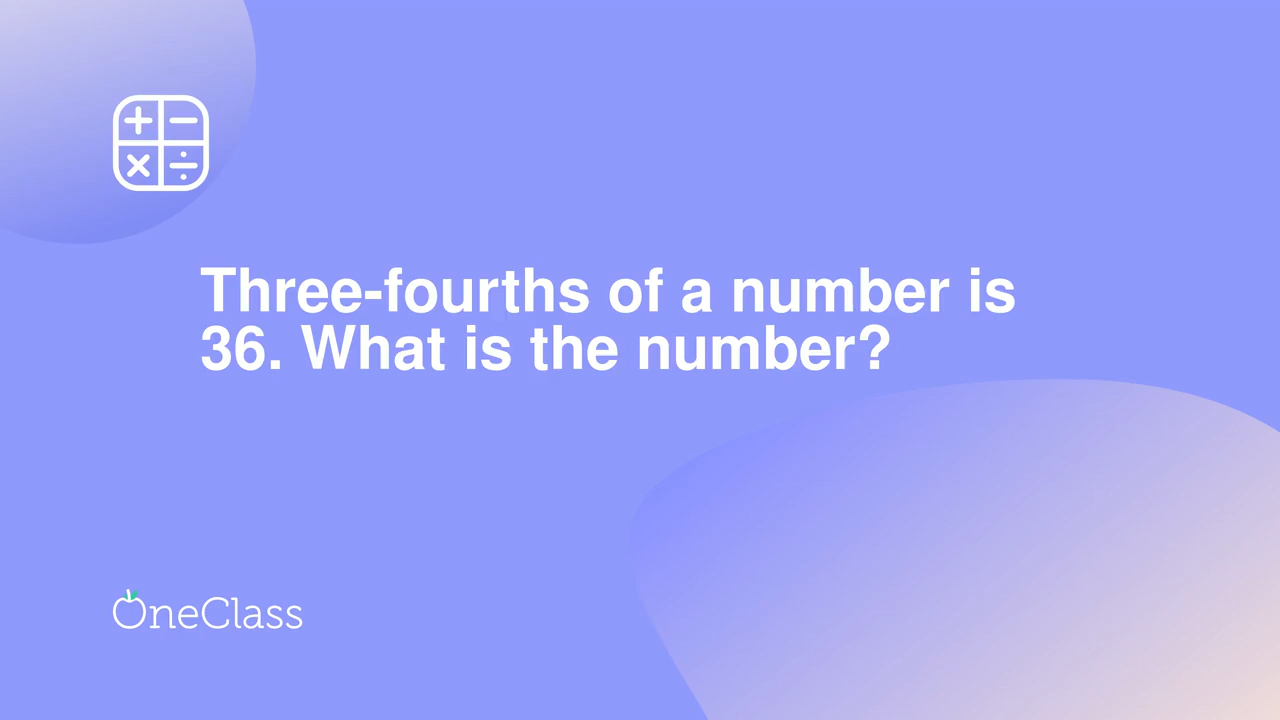 Three-fourths of a number is
36. What is the number?
OneClass